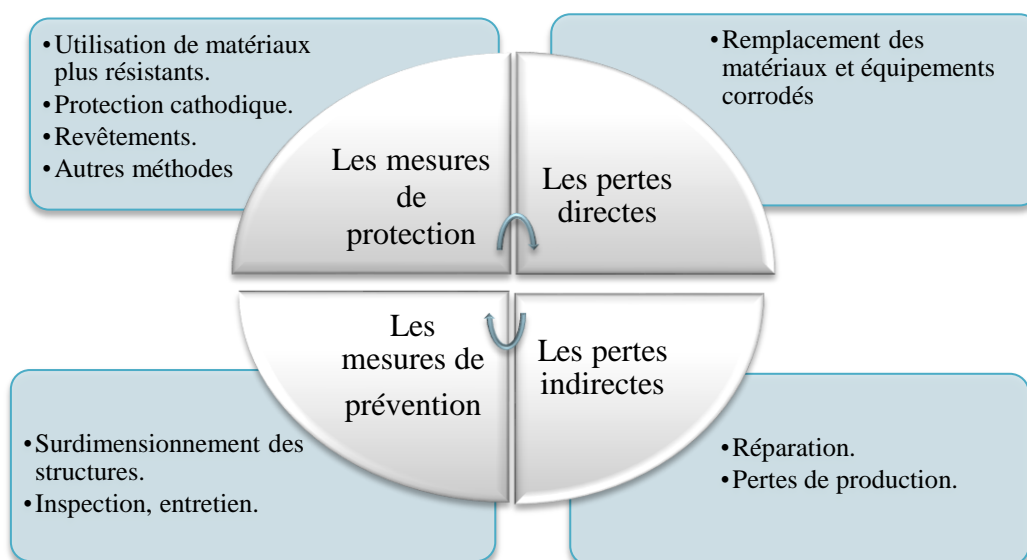 •Utilisation de matériaux
plus résistants.
•Protection cathodique.
•Revêtements.
•Autres méthodes
Les mesures
de
protection
•Remplacement des
matériaux et équipements
corrodés
Les pertes
directes
Les
mesures de
prévention
•Surdimensionnement des
structures.
•Inspection, entretien.
Les pertes
indirectes
•Réparation.
•Pertes de production.